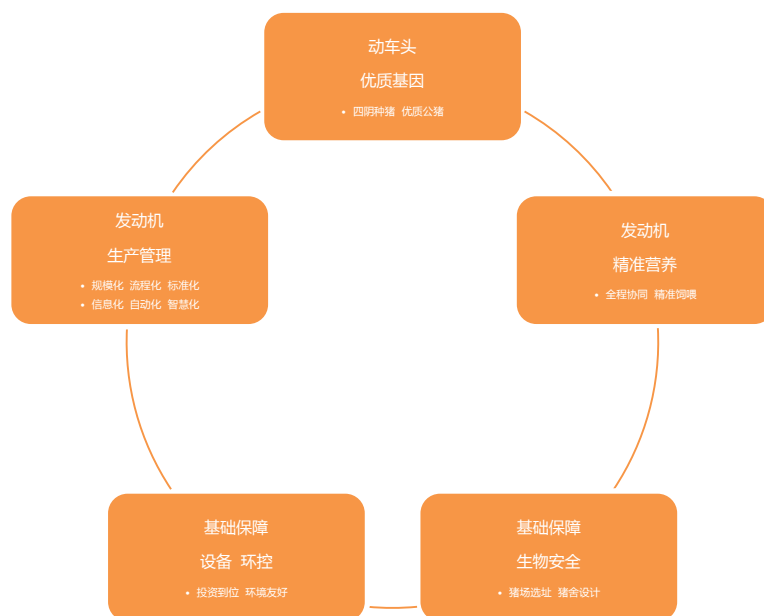 动车头
优质基因
• 四阴种猪 优质公猪
发动机
生产管理
• 规模化 流程化 标准化
• 信息化 自动化 智慧化
发动机
精准营养
• 全程协同 精准饲喂
基础保障
设备 环控
• 投资到位 环境友好
基础保障
生物安全
• 猪场选址 猪舍设计